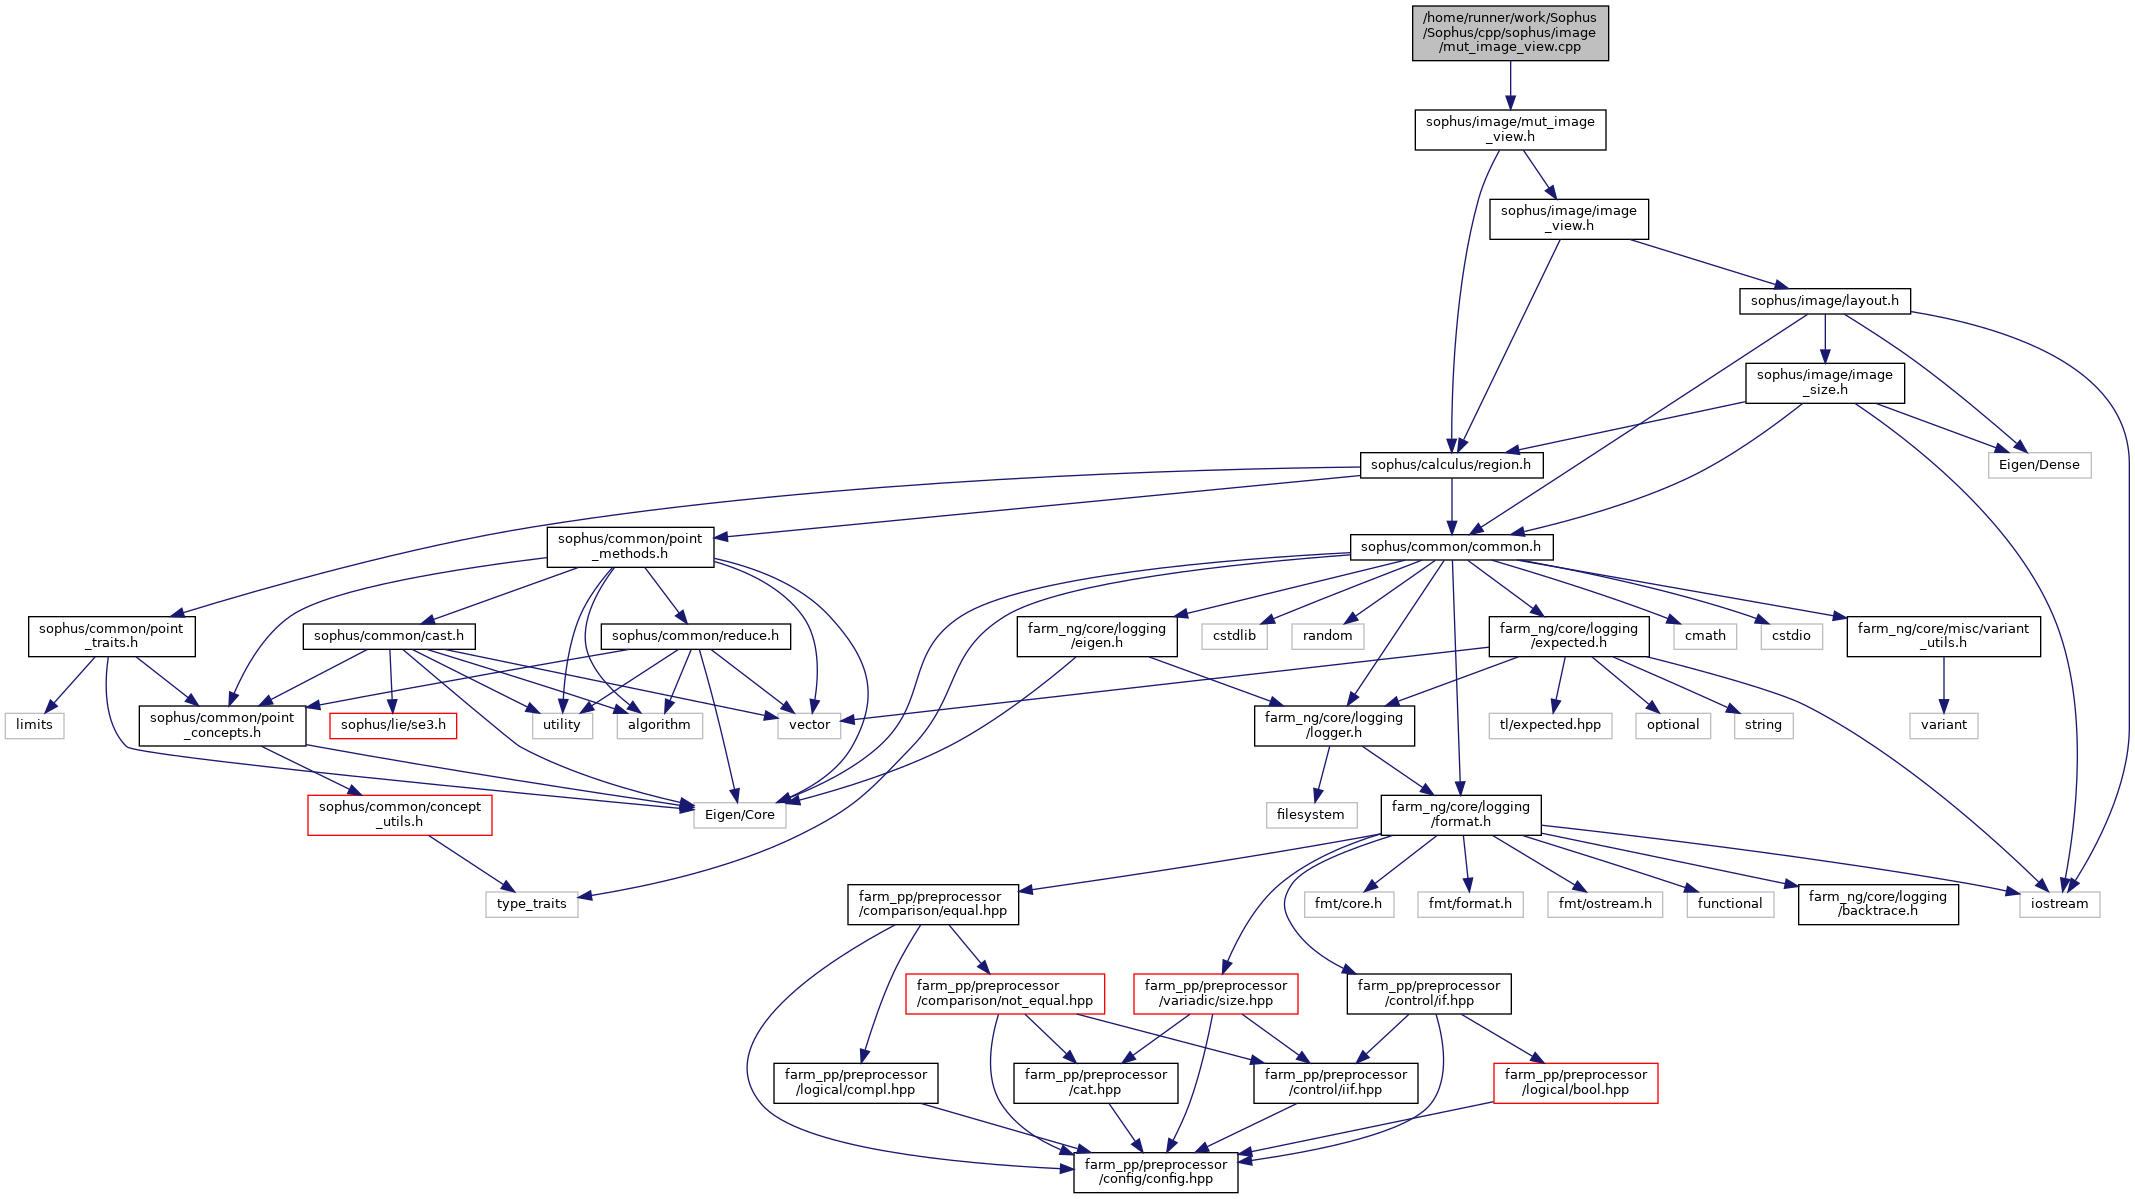 /home/runner/work/Sophus
/Sophus/cpp/sophus/image
/mut_image_view.cpp
sophus/image/mut_image
_view.h
sophus/image/image
_view.h
sophus/image/layout.h
sophus/image/image
_size.h
sophus/calculus/region.h
Eigen/Dense
sophus/common/point
_methods.h
sophus/common/common.h
sophus/common/point
_traits.h
sophus/common/cast.h
sophus/common/reduce.h
farm_ng/core/logging
/eigen.h
cstdlib
random
farm_ng/core/logging
/expected.h
cmath
cstdio
farm_ng/core/misc/variant
_utils.h
limits
sophus/common/point
_concepts.h
sophus/lie/se3.h
utility
algorithm
vector
farm_ng/core/logging
/logger.h
tl/expected.hpp
optional
string
variant
sophus/common/concept
_utils.h
Eigen/Core
filesystem
farm_ng/core/logging
/format.h
type_traits
farm_pp/preprocessor
/comparison/equal.hpp
fmt/core.h
fmt/format.h
fmt/ostream.h
functional
farm_ng/core/logging
/backtrace.h
iostream
farm_pp/preprocessor
/comparison/not_equal.hpp
farm_pp/preprocessor
/variadic/size.hpp
farm_pp/preprocessor
/control/if.hpp
farm_pp/preprocessor
/logical/compl.hpp
farm_pp/preprocessor
/cat.hpp
farm_pp/preprocessor
/control/iif.hpp
farm_pp/preprocessor
/logical/bool.hpp
farm_pp/preprocessor
/config/config.hpp